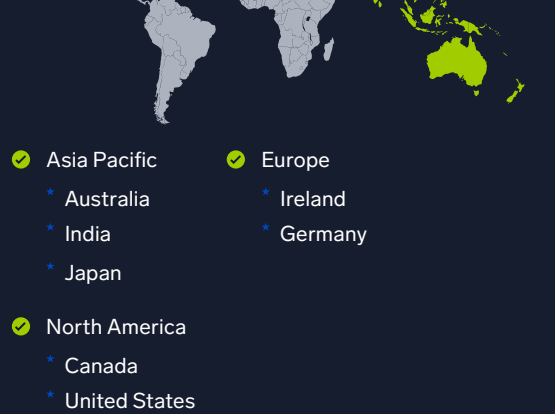 Asia Pacific
Australia
India
Japan
Europe
Ireland
Germany
North America
Canada
United States